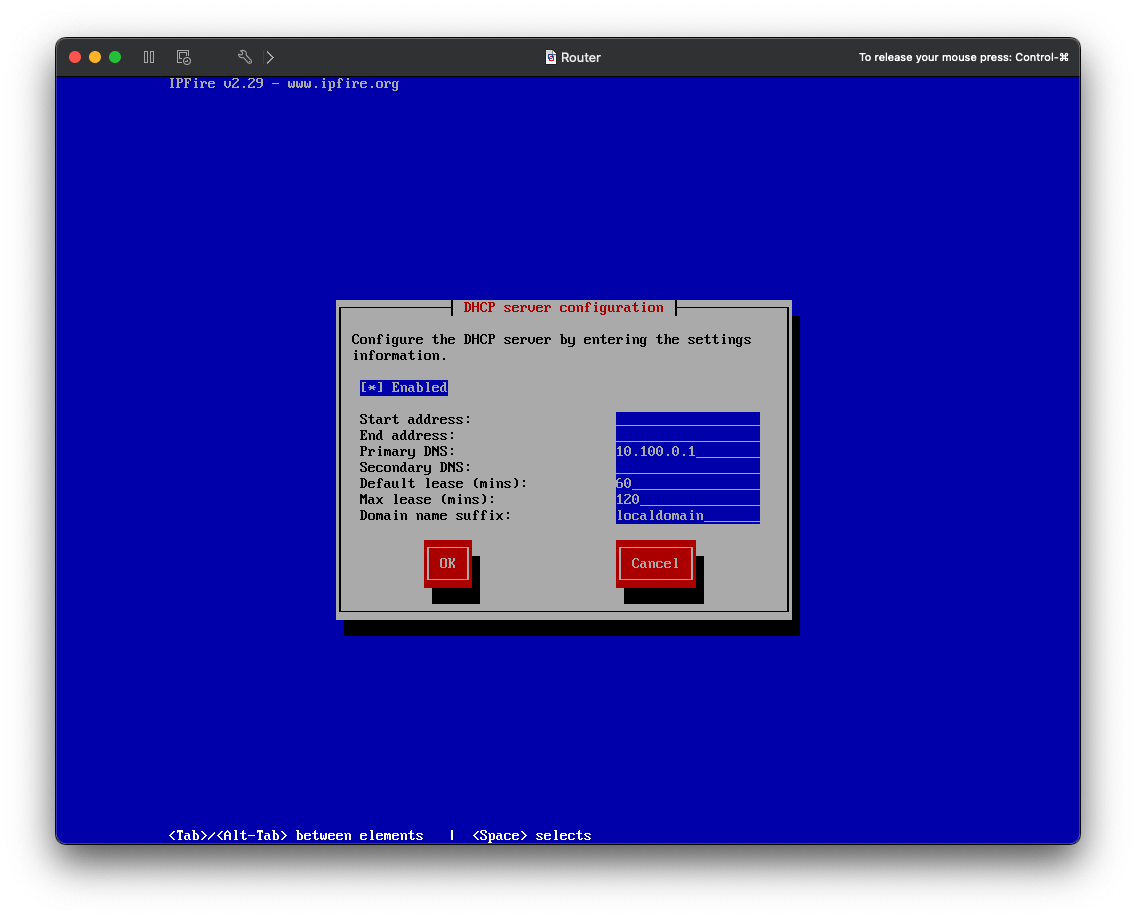 Router
To release your mouse press: Control-⌘
IPFire v2.29 - www.ipfire.org
DHCP server configuration
Configure the DHCP server by entering the settings
information.
[*] Enabled
Start address:
End address:
Primary DNS: 10.100.0.1
Secondary DNS:
Default lease (mins): 60
Max lease (mins): 120
Domain name suffix: localdomain
OK Cancel
<Tab>/<Alt-Tab> between elements | <Space> selects